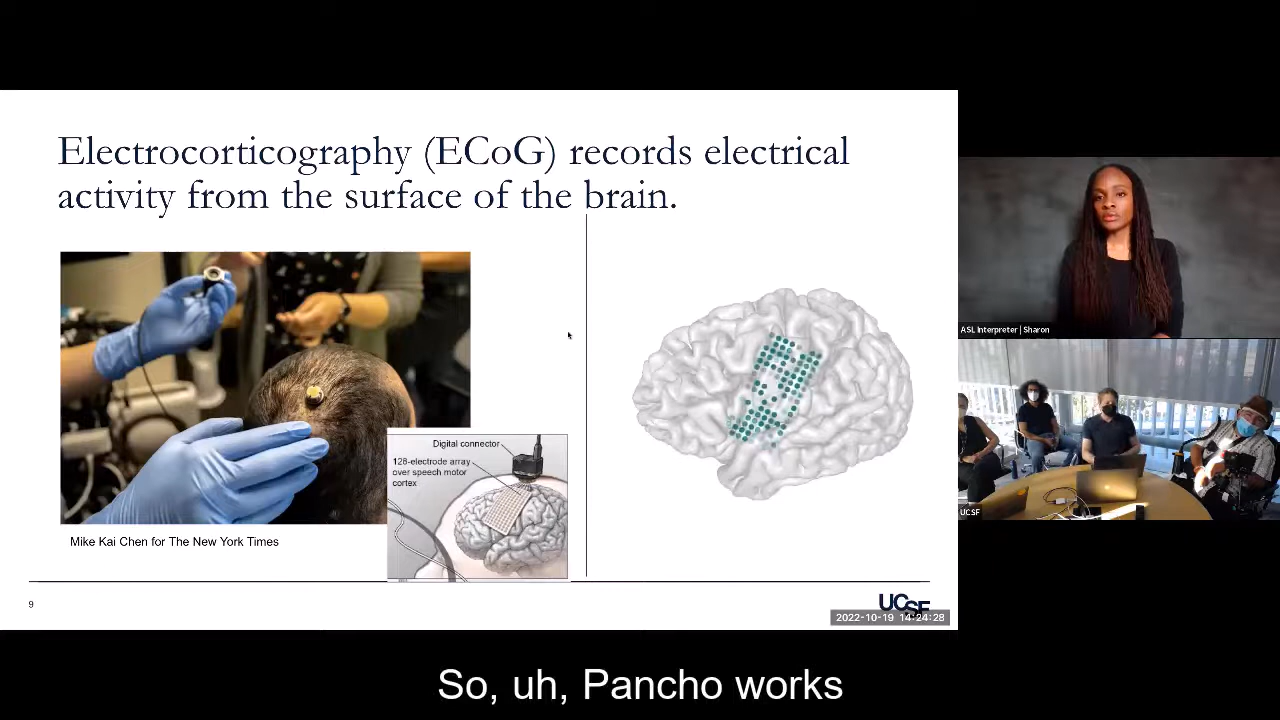 Electrocorticography (ECoG) records electrical
activity from the surface of the brain.
Digital connector
128-electrode array
over speech motor
cortex
Mike Kai Chen for The New York Times
9
UCSF
2022-10-19 14:24:28
ASL Interpreter | Sharon
UCSF
So, uh, Pancho works